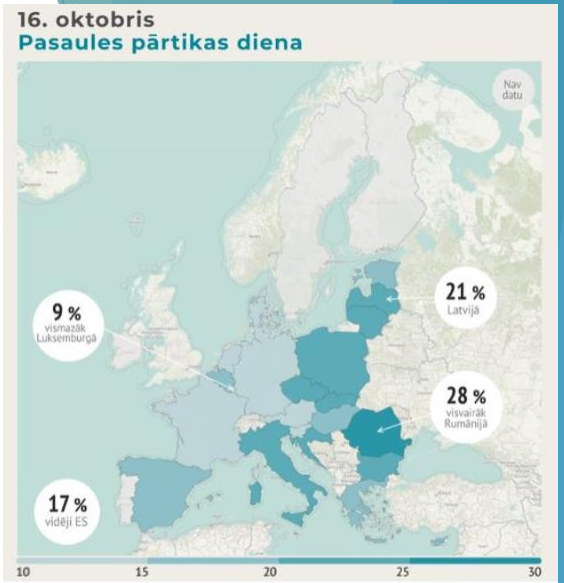 16. oktobris
Pasaules pārtikas diena
Nav
datu
21 %
Latvijā
9 %
vismazāk
Luksemburgā
28 %
visvairāk
Rumānijā
17 %
vidēji ES
10 15 20 25 30